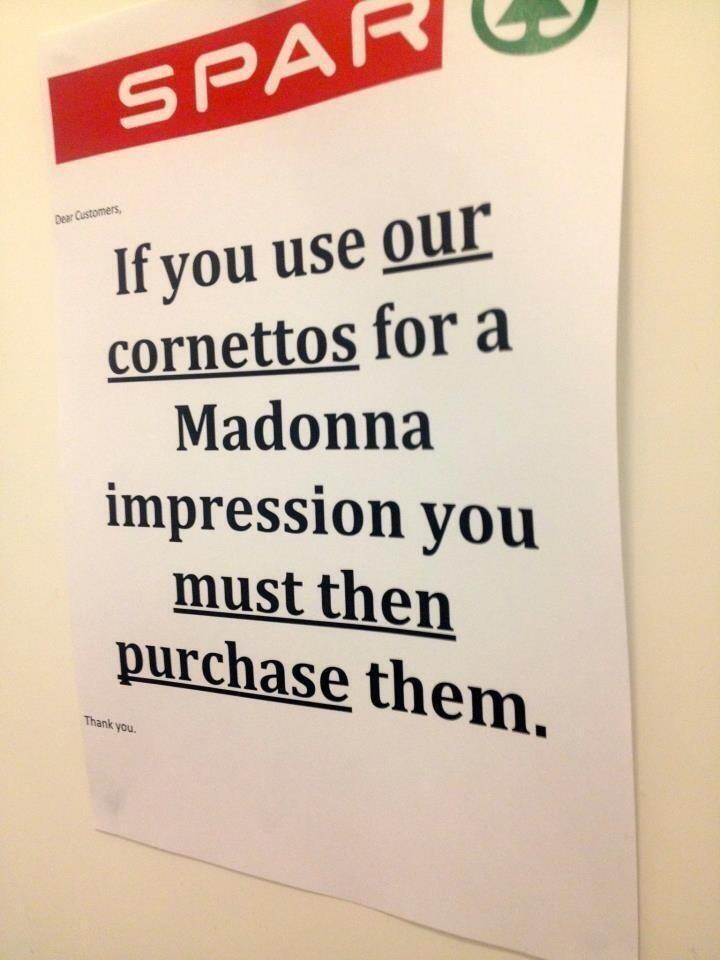 SPAR
Dear Customers,
If you use our
cornettos for a
Madonna
impression you
must then
purchase them.
Thank you.